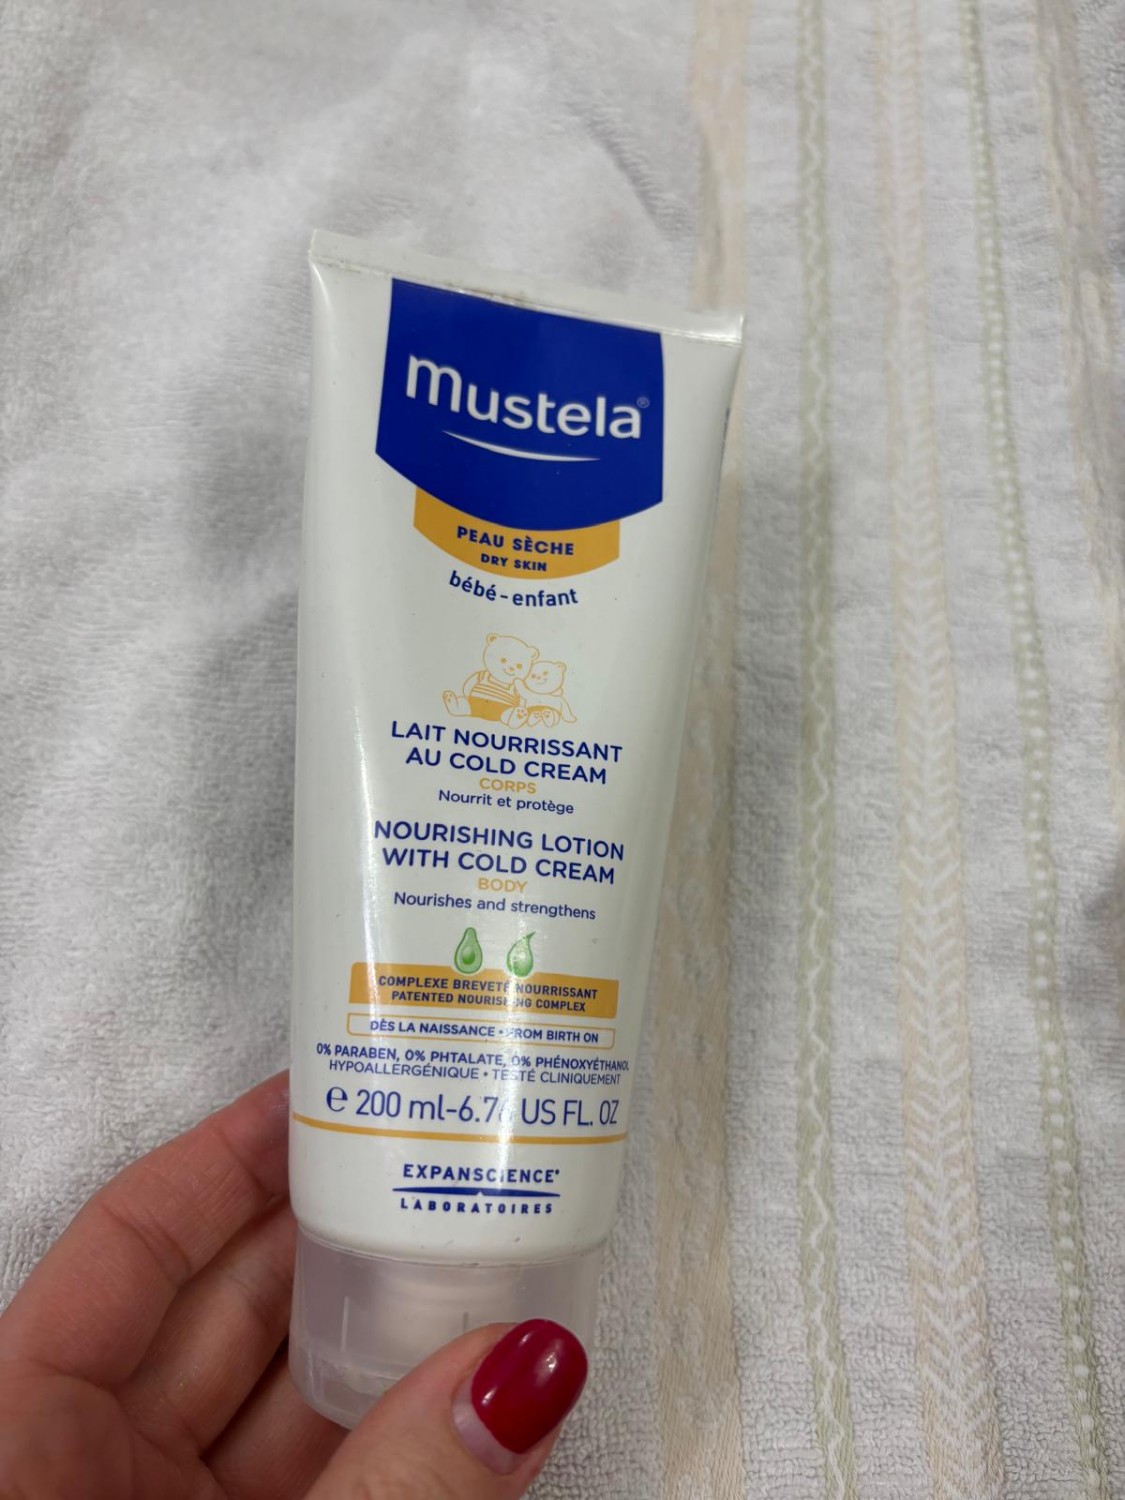 mustela®
PEAU SÈCHE
DRY SKIN
bébé-enfant
LAIT NOURRISSANT
AU COLD CREAM
CORPS
Nourrit et protège
NOURISHING LOTION
WITH COLD CREAM
BODY
Nourishes and strengthens
COMPLEXE BREVETÉ NOURRISSANT
PATENTED NOURISHING COMPLEX
DÈS LA NAISSANCE • FROM BIRTH ON
0% PARABEN, 0% PHTALATE, 0% PHÉNOXYÉTHANOL
HYPOALLERGÉNIQUE • TESTÉ CLINIQUEMENT
e 200 ml-6.76 US FL. OZ
EXPANSCIENCE®
LABORATOIRES